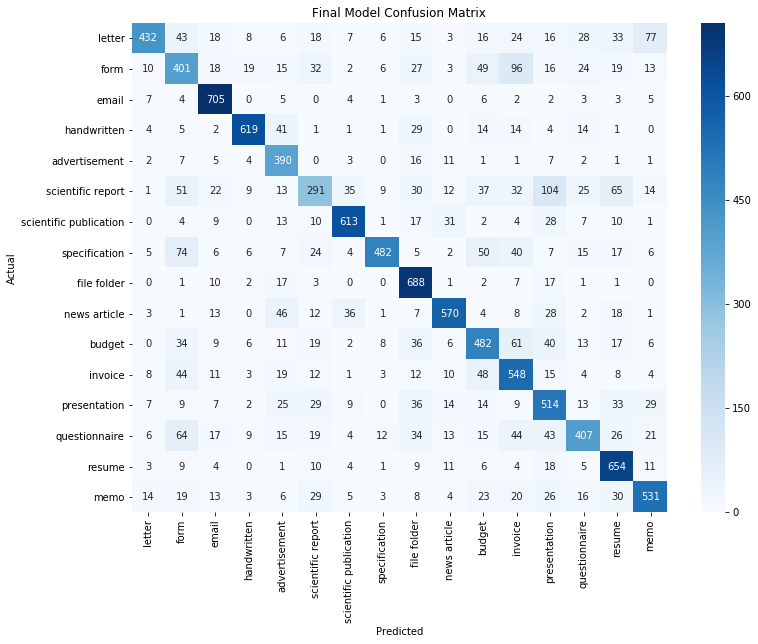 Final Model Confusion Matrix
letter 432 43 18 8 6 18 7 6 15 3 16 24 16 28 33 77
form 10 401 18 19 15 32 2 6 27 3 49 96 16 24 19 13
email 7 4 705 0 5 0 4 1 3 0 6 2 2 3 3 5
handwritten 4 5 2 619 41 1 1 1 29 0 14 14 4 14 1 0
advertisement 2 7 5 4 390 0 3 0 16 11 1 1 7 2 1 1
scientific report 1 51 22 9 13 291 35 9 30 12 37 32 104 25 65 14
scientific publication 0 4 9 0 13 10 613 1 17 31 2 4 28 7 10 1
specification 5 74 6 6 7 24 4 482 5 2 50 40 7 15 17 6
file folder 0 1 10 2 17 3 0 0 688 1 2 7 17 1 1 0
news article 3 1 13 0 46 12 36 1 7 570 4 8 28 2 18 1
budget 0 34 9 6 11 19 2 8 36 6 482 61 40 13 17 6
invoice 8 44 11 3 19 12 1 3 12 10 48 548 15 4 8 4
presentation 7 9 7 2 25 29 9 0 36 14 14 9 514 13 33 29
questionnaire 6 64 17 9 15 19 4 12 34 13 15 44 43 407 26 21
resume 3 9 4 0 1 10 4 1 9 11 6 4 18 5 654 11
memo 14 19 13 3 6 29 5 3 8 4 23 20 26 16 30 531
letter
form
email
handwritten
advertisement
scientific report
scientific publication
specification
file folder
news article
budget
invoice
presentation
questionnaire
resume
memo
Predicted
Actual
600
450
300
150
0